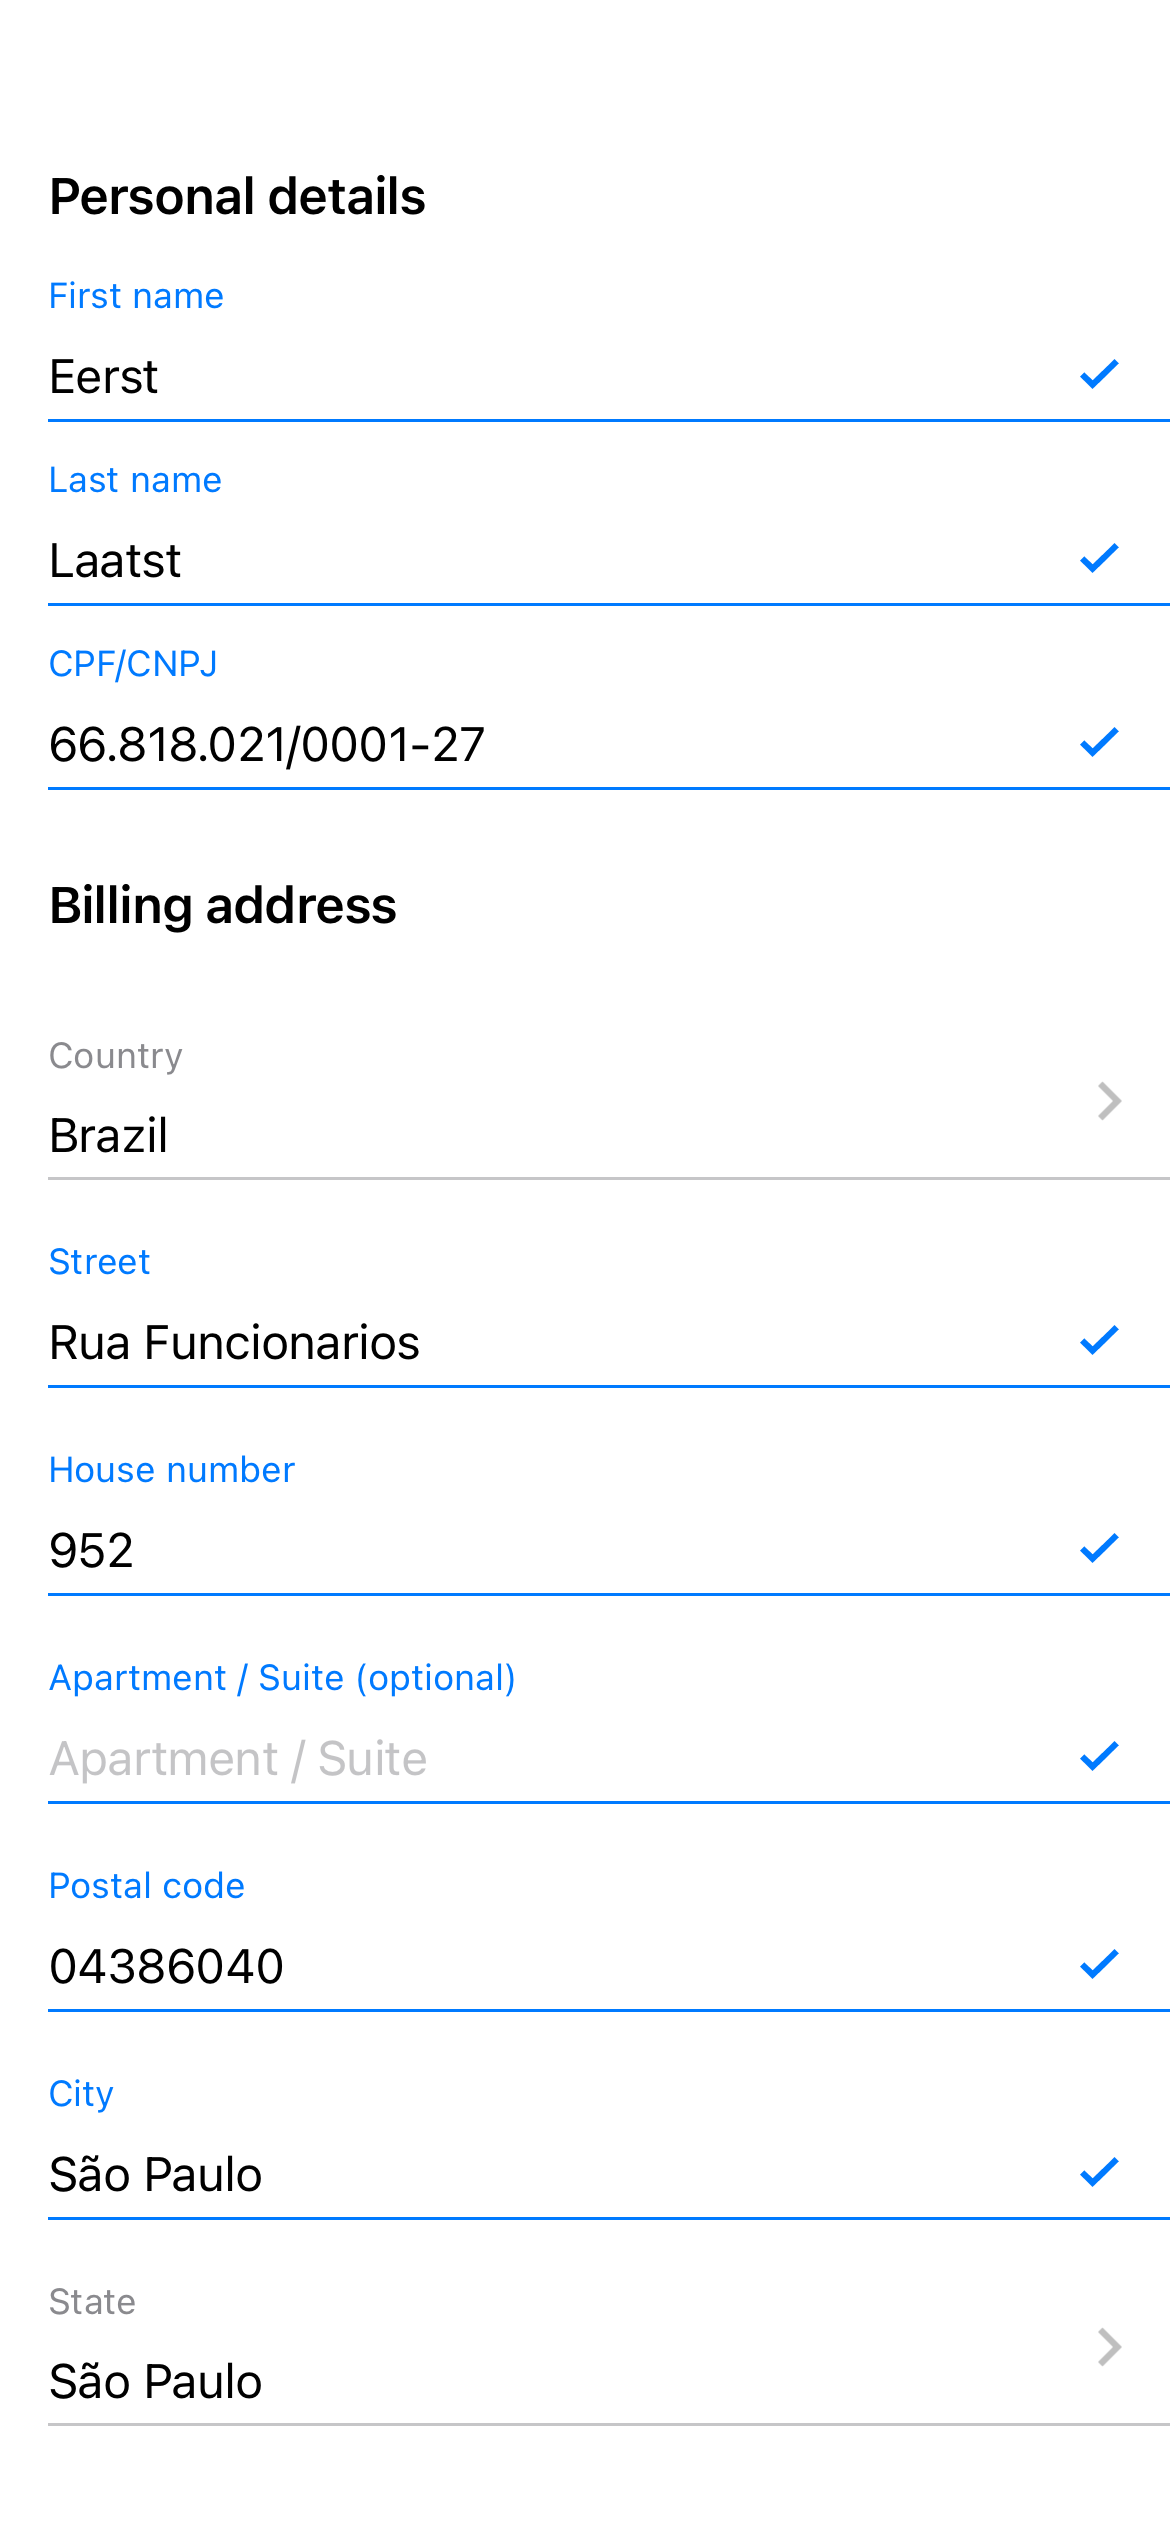 Personal details
First name
Eerst
Last name
Laatst
CPF/CNPJ
66.818.021/0001-27
Billing address
Country
Brazil
Street
Rua Funcionarios
House number
952
Apartment / Suite (optional)
Apartment / Suite
Postal code
04386040
City
São Paulo
State
São Paulo